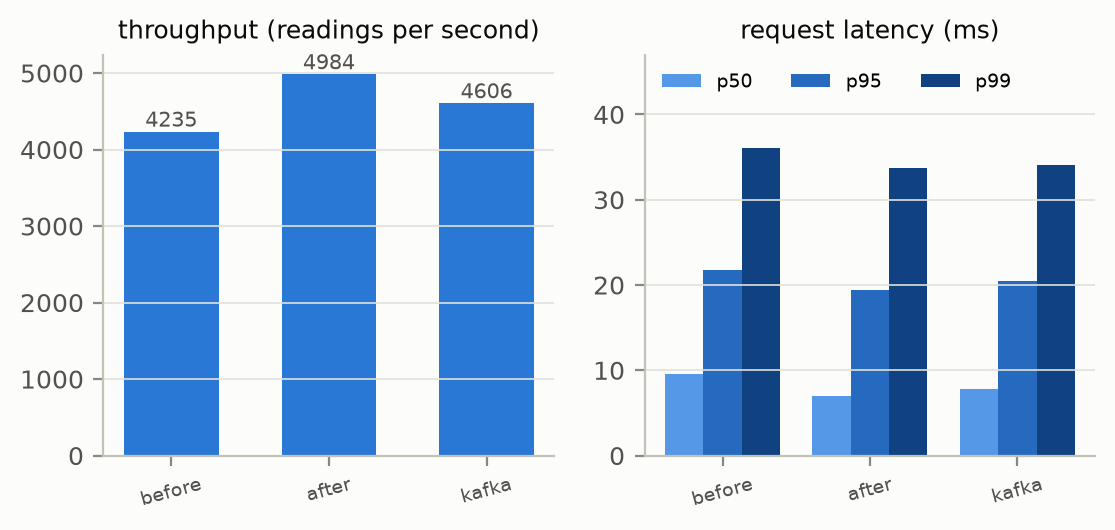 throughput (readings per second)
5000
4000
3000
2000
1000
0
4235
4984
4606
before
after
kafka
request latency (ms)
p50
p95
p99
40
30
20
10
0
before
after
kafka